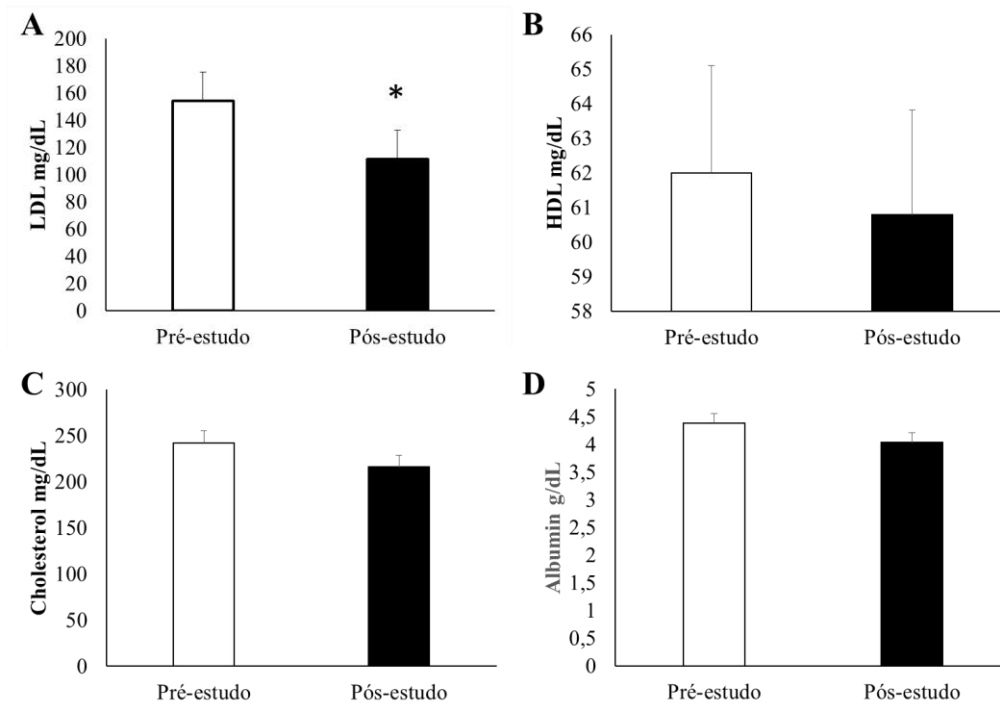 A
LDL mg/dL
200
180
160
140
120
100
80
60
40
20
0
*
Pré-estudo
Pós-estudo
B
HDL mg/dL
66
65
64
63
62
61
60
59
58
Pré-estudo
Pós-estudo
C
Cholesterol mg/dL
300
250
200
150
100
50
0
Pré-estudo
Pós-estudo
D
Albumin g/dL
5
4,5
4
3,5
3
2,5
2
1,5
1
0,5
0
Pré-estudo
Pós-estudo